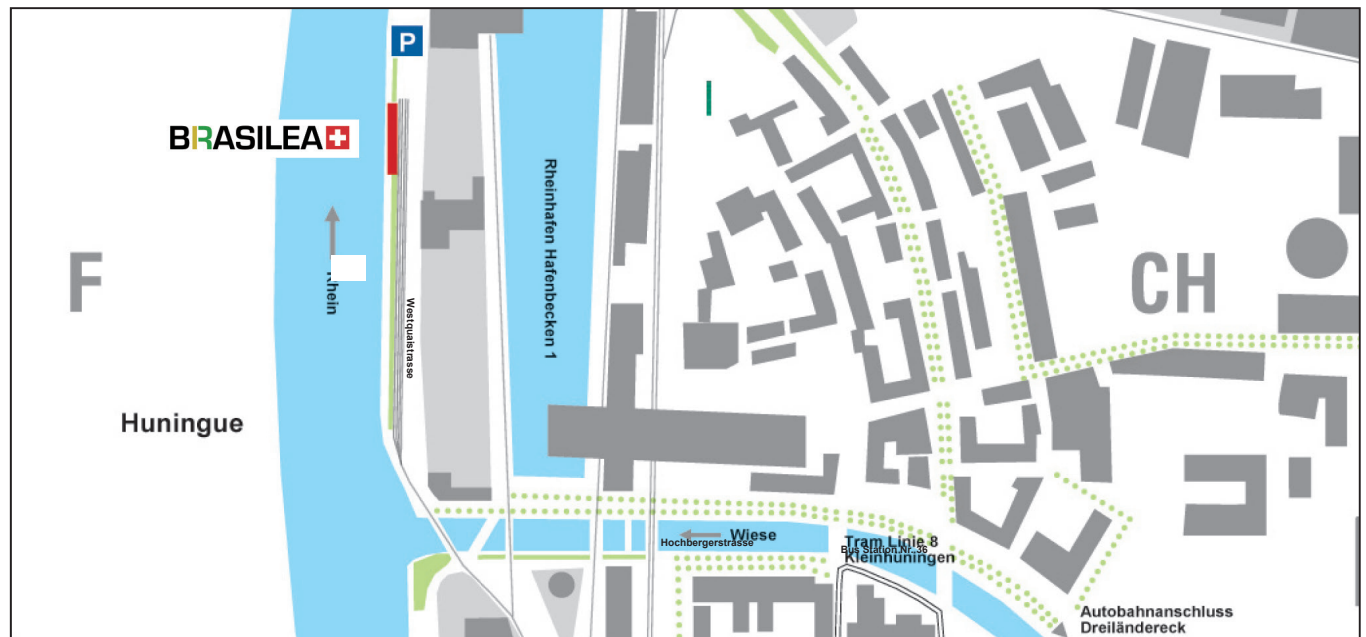 P
BRASILEA
Rheinhafen Hafenbecken 1
F
CH
Rhein
Westquaistrasse
Huningue
Wiese
Hochbergerstrasse
Tram Linie 8
Bus Station Nr. 36
Kleinhüningen
Autobahnanschluss
Dreiländereck